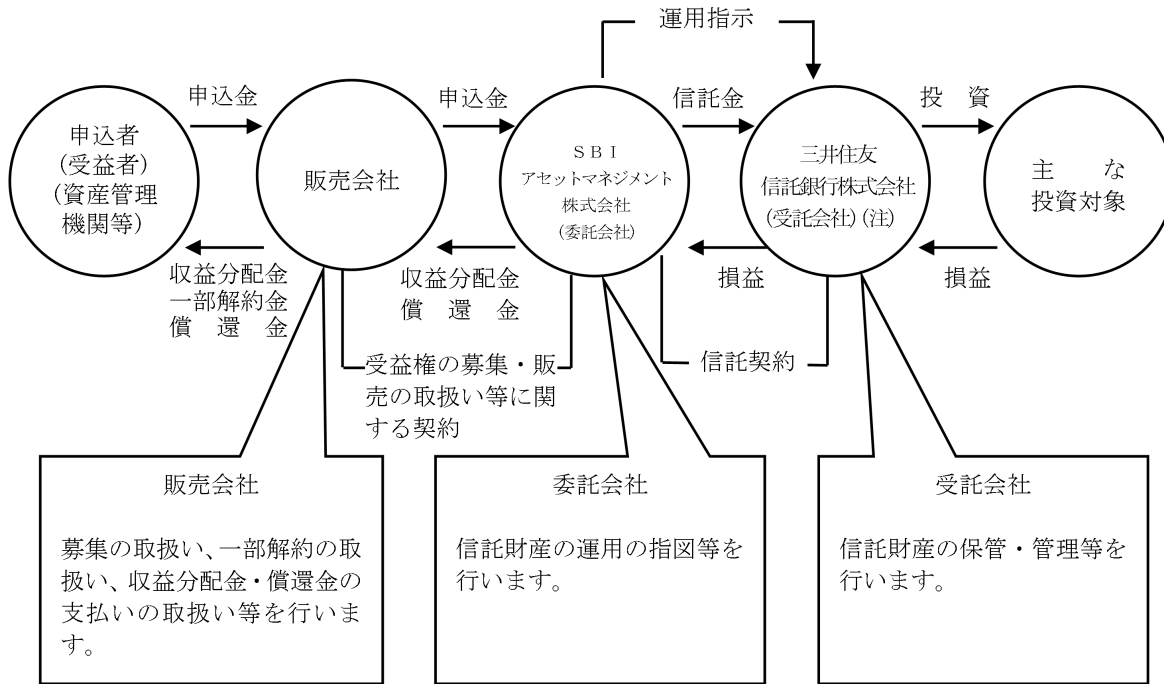 運用指示
申込金
申込金
信託金
投　資
申込者
(受益者)
(資産管理
機関等)
販売会社
ＳＢＩ
アセットマネジメント
株式会社
(委託会社)
三井住友
信託銀行株式会社
(受託会社)(注)
主　な
投資対象
収益分配金
一部解約金
償　還　金
収益分配金
償　還　金
損益
損益
受益権の募集・販
売の取扱い等に関
する契約
信託契約
販売会社
募集の取扱い、一部解約の取
扱い、収益分配金・償還金の
支払いの取扱い等を行いま
す。
委託会社
信託財産の運用の指図等を
行います。
受託会社
信託財産の保管・管理等を
行います。